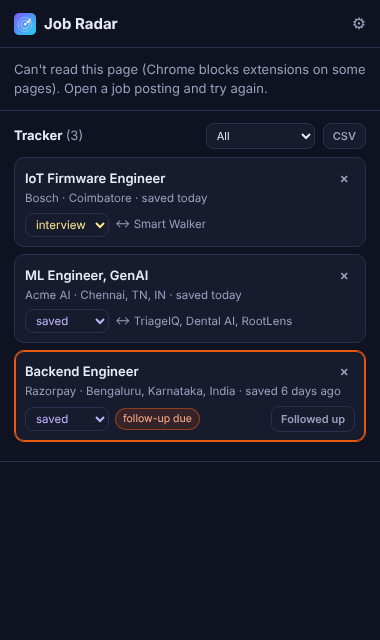 Job Radar
Can't read this page (Chrome blocks extensions on some
pages). Open a job posting and try again.
Tracker (3) All CSV
IoT Firmware Engineer ×
Bosch · Coimbatore · saved today
interview ↔ Smart Walker
ML Engineer, GenAI ×
Acme AI · Chennai, TN, IN · saved today
saved ↔ TriageIQ, Dental AI, RootLens
Backend Engineer ×
Razorpay · Bengaluru, Karnataka, India · saved 6 days ago
saved follow-up due Followed up